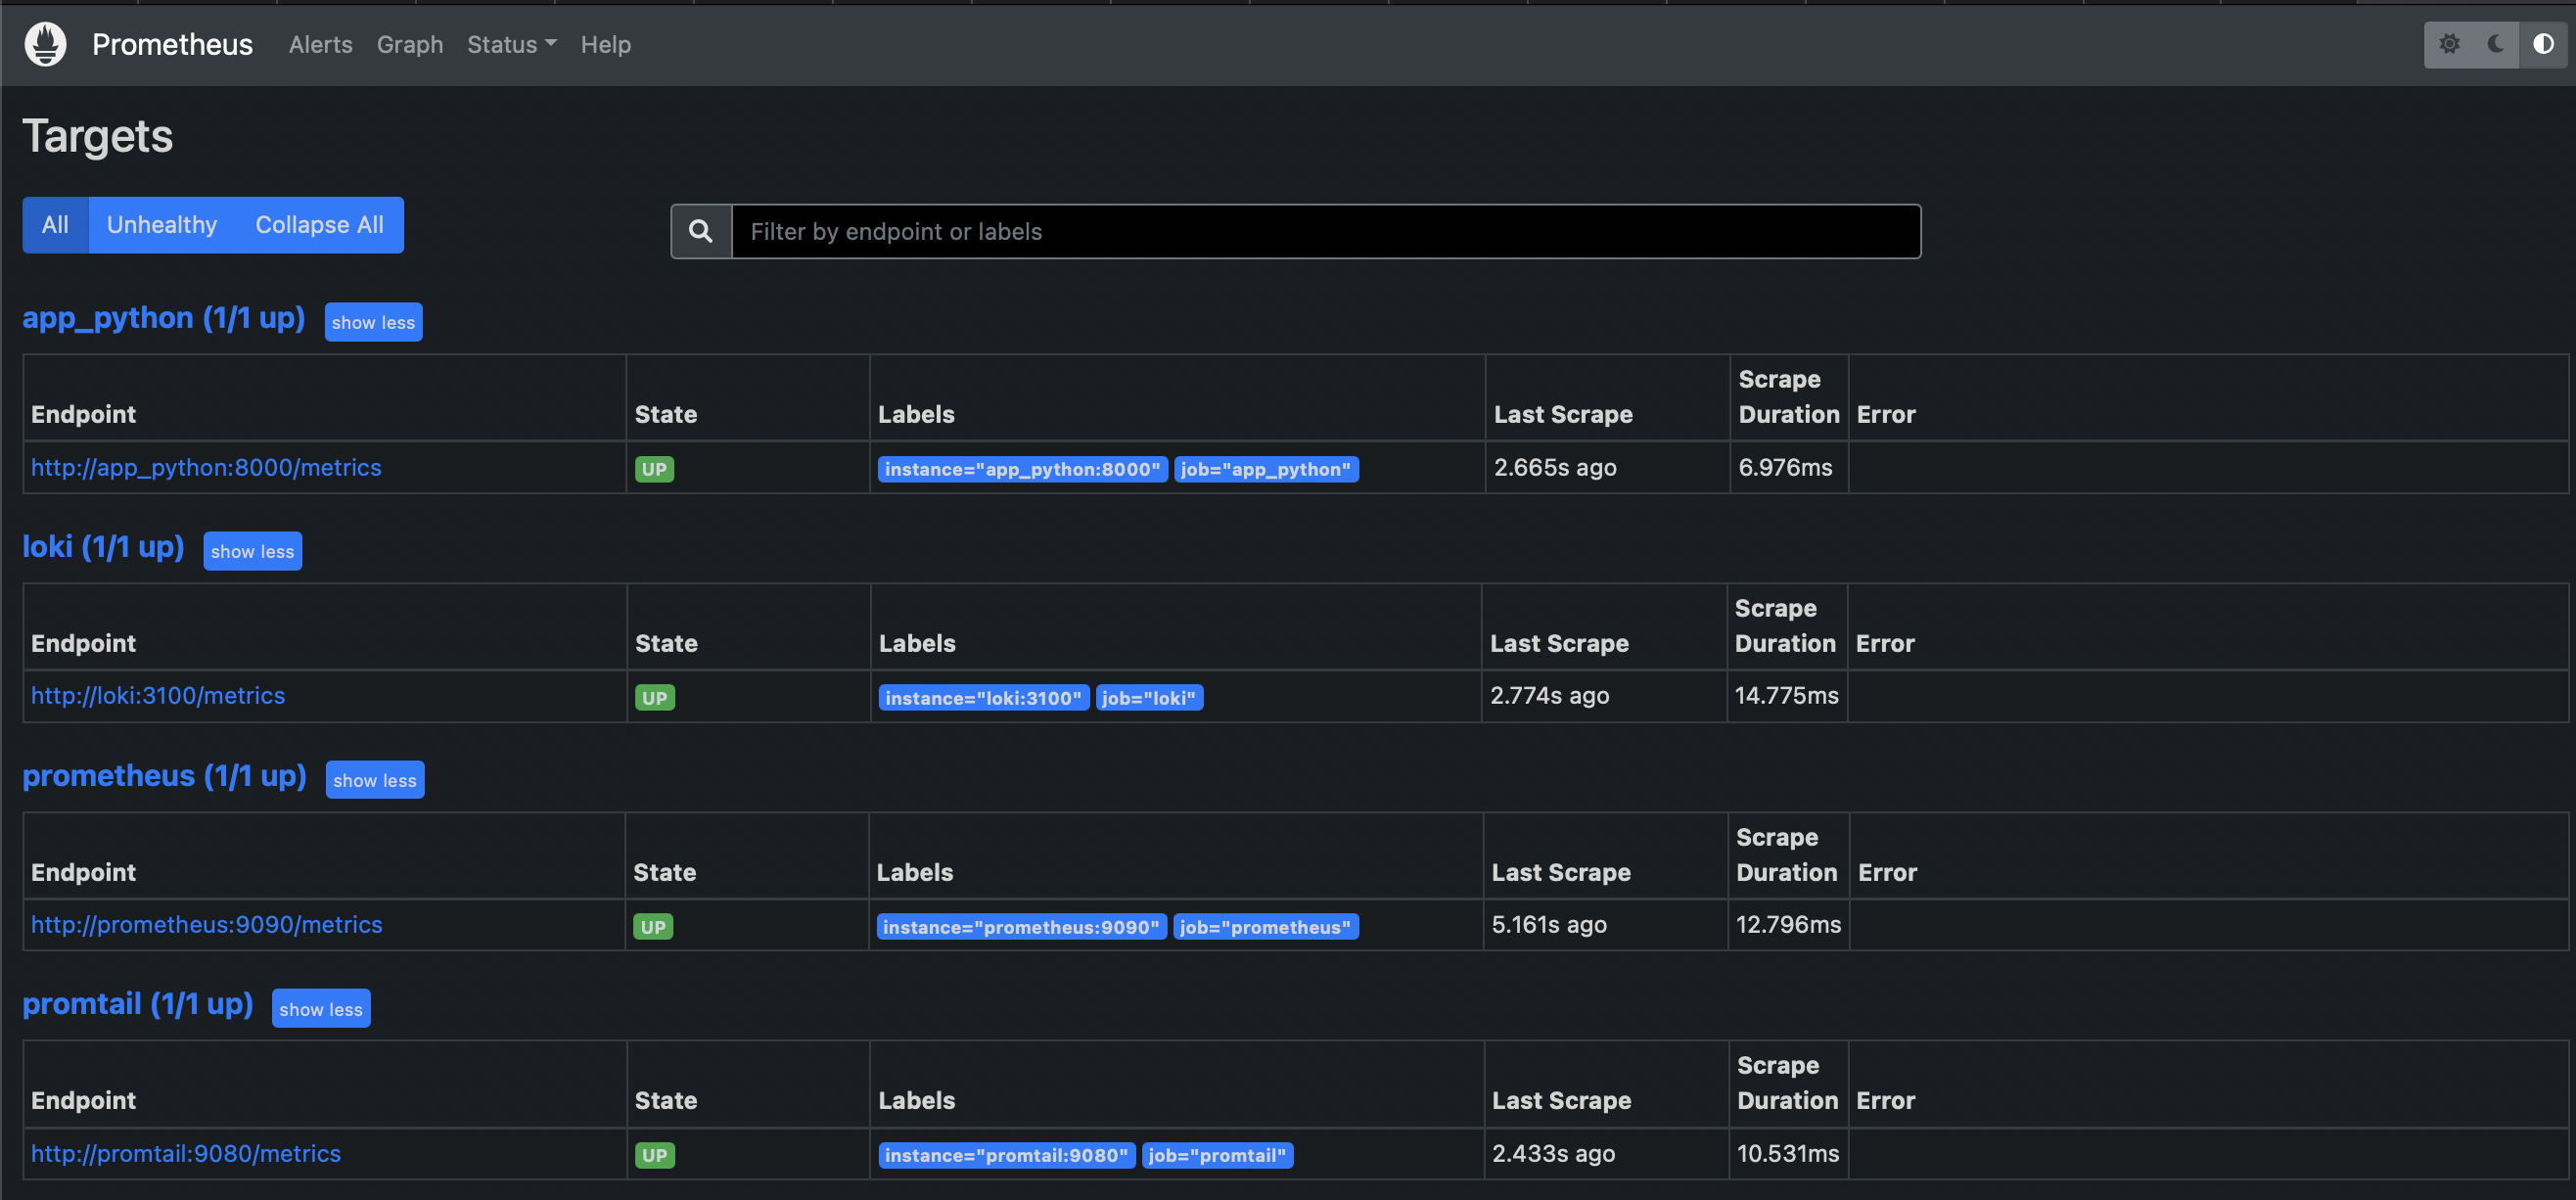 Prometheus Alerts Graph Status Help
Targets
All Unhealthy Collapse All
Filter by endpoint or labels
app_python (1/1 up) show less
Endpoint State Labels Last Scrape Scrape Duration Error
http://app_python:8000/metrics UP instance="app_python:8000" job="app_python" 2.665s ago 6.976ms
loki (1/1 up) show less
Endpoint State Labels Last Scrape Scrape Duration Error
http://loki:3100/metrics UP instance="loki:3100" job="loki" 2.774s ago 14.775ms
prometheus (1/1 up) show less
Endpoint State Labels Last Scrape Scrape Duration Error
http://prometheus:9090/metrics UP instance="prometheus:9090" job="prometheus" 5.161s ago 12.796ms
promtail (1/1 up) show less
Endpoint State Labels Last Scrape Scrape Duration Error
http://promtail:9080/metrics UP instance="promtail:9080" job="promtail" 2.433s ago 10.531ms